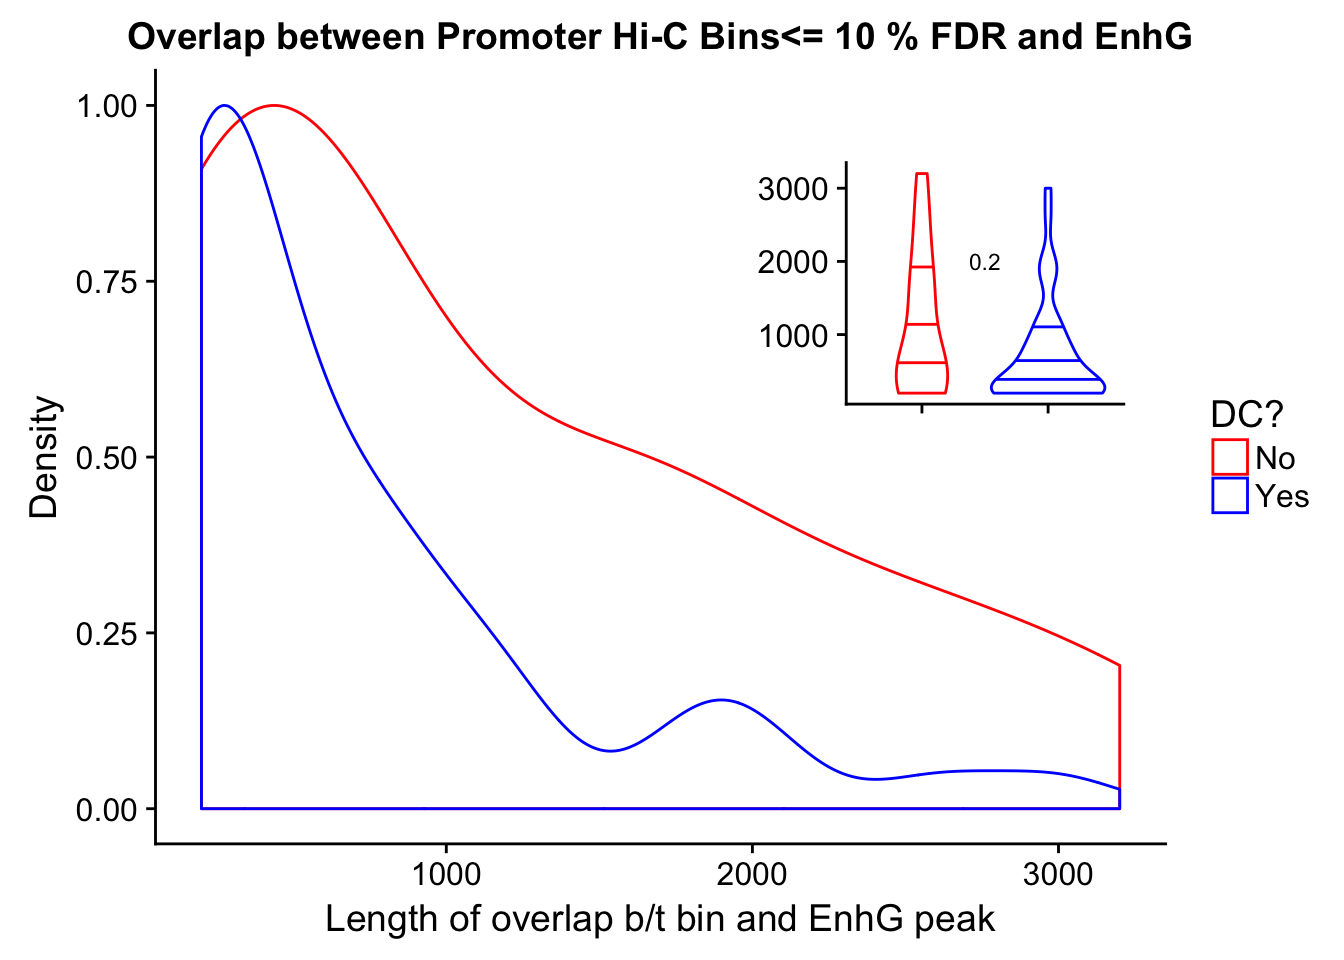 Overlap between Promoter Hi-C Bins<= 10 % FDR and EnhG
1.00
0.75
0.50
0.25
0.00
Density
1000
2000
3000
Length of overlap b/t bin and EnhG peak
3000
2000
1000
0.2
DC?
No
Yes